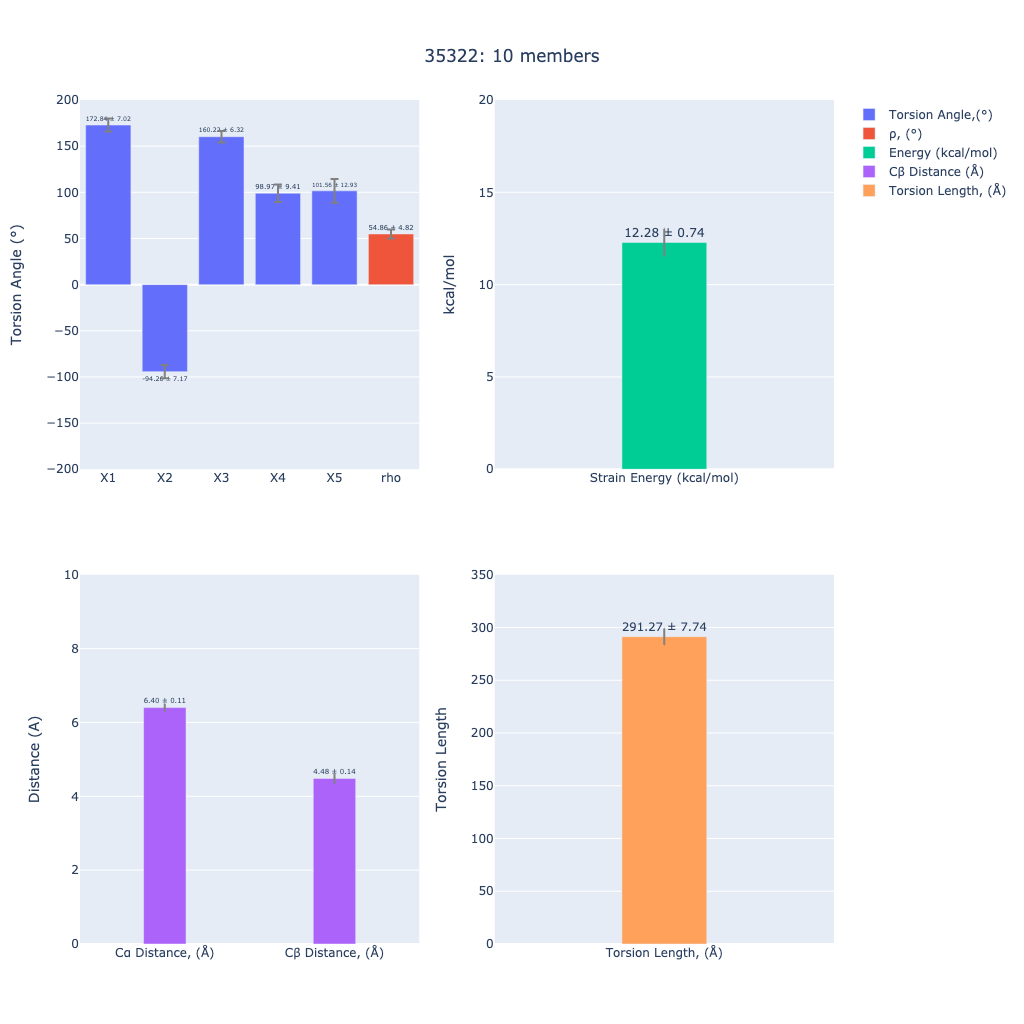 35322: 10 members
200
150
100
50
0
−50
−100
−150
−200
Torsion Angle (°)
172.84 ± 7.02
-94.26 ± 7.17
160.22 ± 6.32
98.97 ± 9.41
101.56 ± 12.93
54.86 ± 4.82
X1 X2 X3 X4 X5 rho
20
15
10
5
0
kcal/mol
12.28 ± 0.74
Strain Energy (kcal/mol)
Torsion Angle,(°)
ρ, (°)
Energy (kcal/mol)
Cβ Distance (Å)
Torsion Length, (Å)
10
8
6
4
2
0
Distance (A)
6.40 ± 0.11
4.48 ± 0.14
Cα Distance, (Å) Cβ Distance, (Å)
350
300
250
200
150
100
50
0
Torsion Length
291.27 ± 7.74
Torsion Length, (Å)